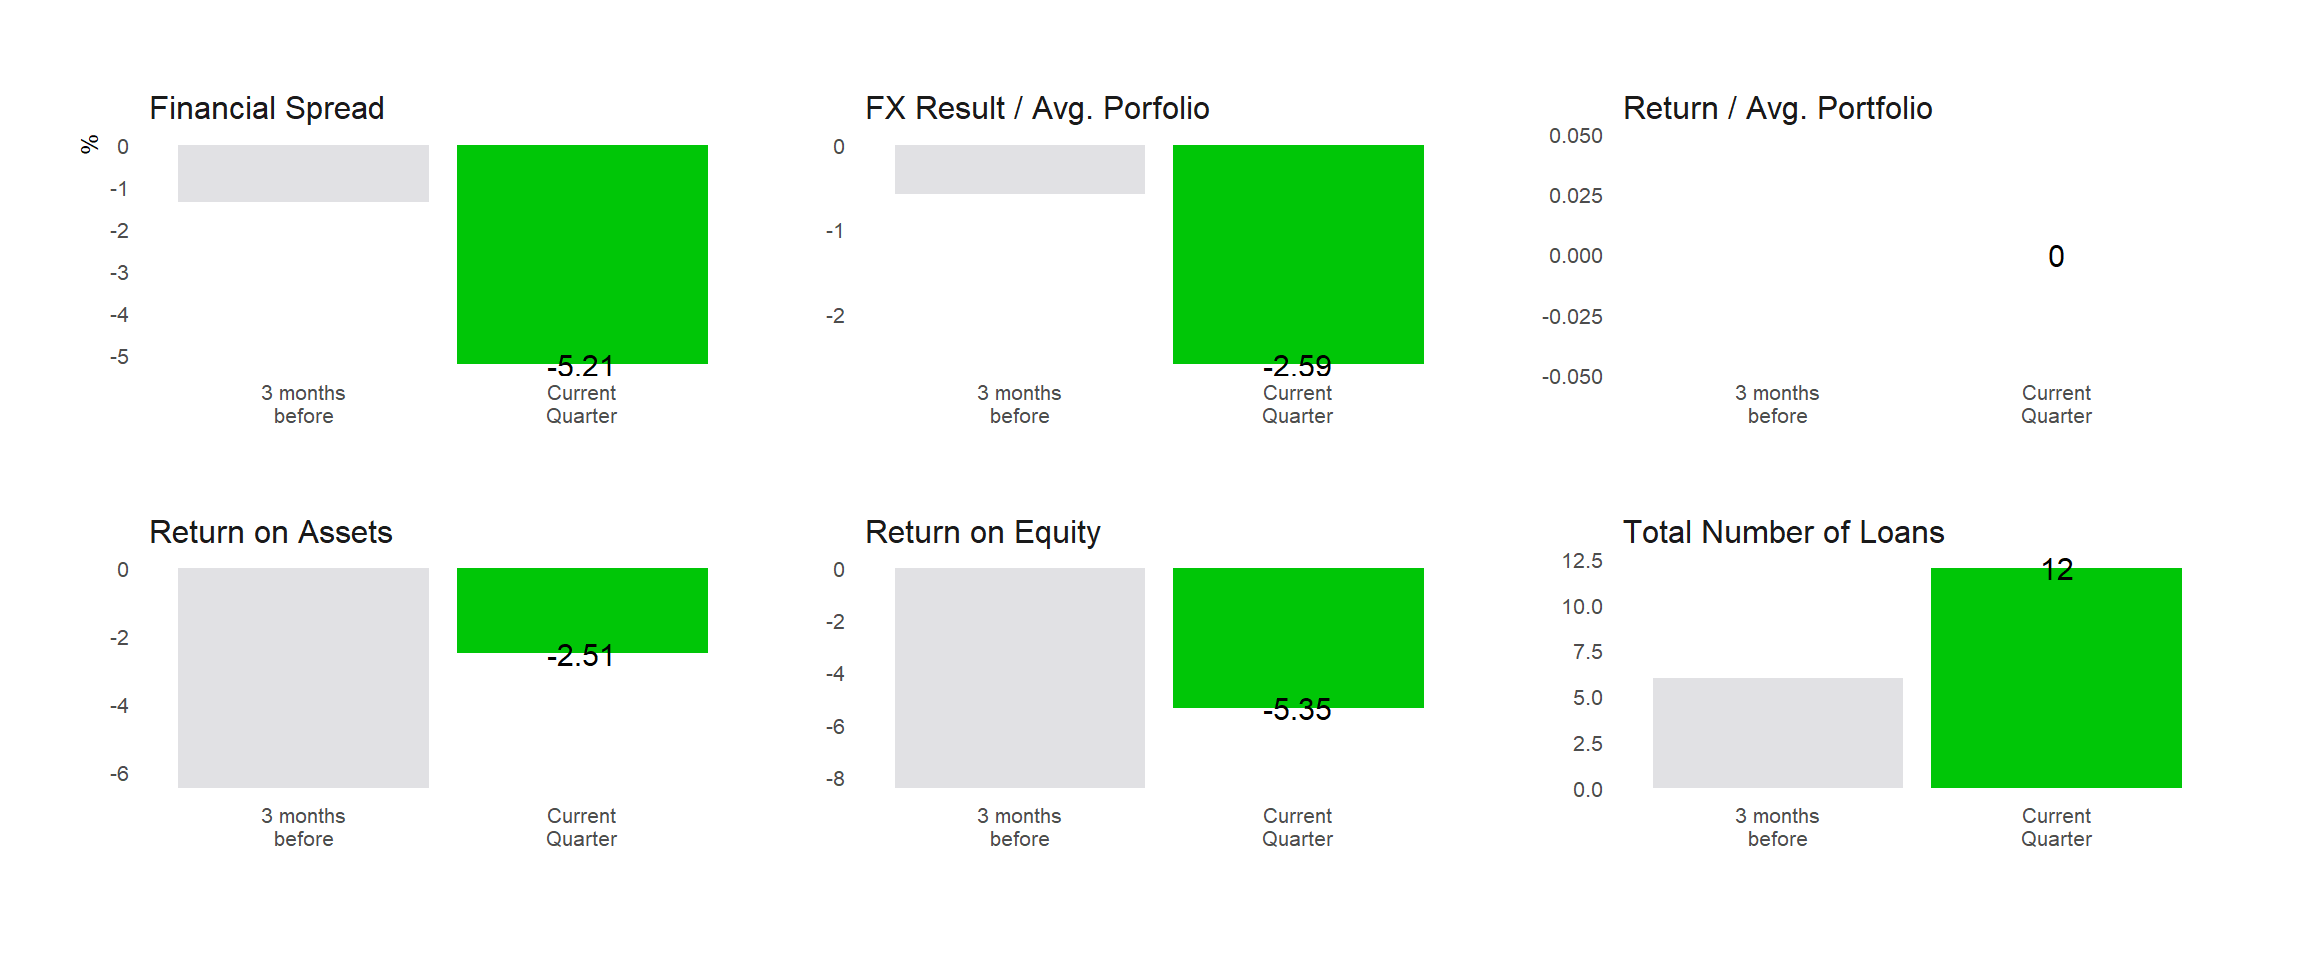 Financial Spread
%
0
-1
-2
-3
-4
-5
-5.21
3 months
before
Current
Quarter
FX Result / Avg. Porfolio
0
-1
-2
-2.59
3 months
before
Current
Quarter
Return / Avg. Portfolio
0.050
0.025
0.000
-0.025
-0.050
0
3 months
before
Current
Quarter
Return on Assets
0
-2
-4
-6
-2.51
3 months
before
Current
Quarter
Return on Equity
0
-2
-4
-6
-8
-5.35
3 months
before
Current
Quarter
Total Number of Loans
12.5
10.0
7.5
5.0
2.5
0.0
12
3 months
before
Current
Quarter